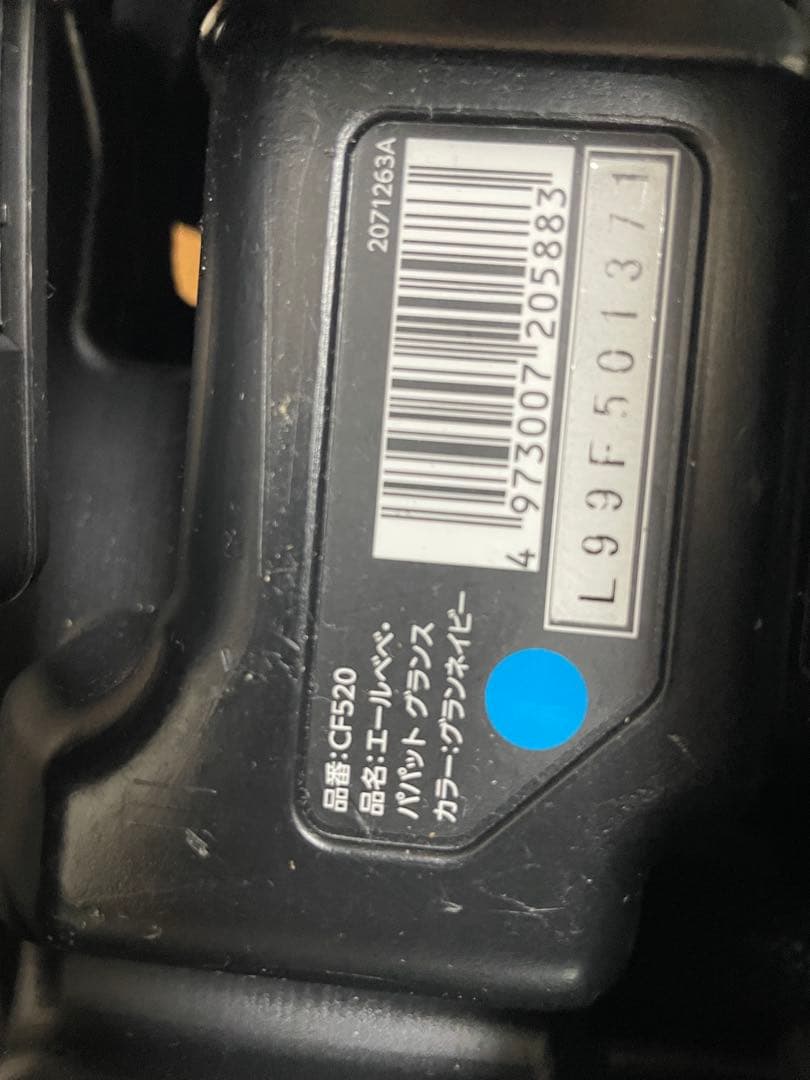 品番:CF520
品名:エールベベ・
パパット グランス
カラー:グランネイビー
2071263A
4 973007 205883
L99F501371